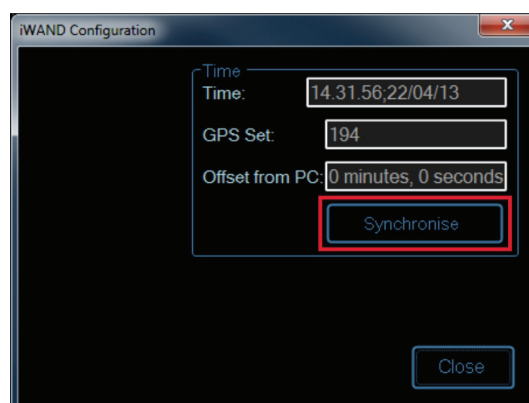 iWAND Configuration
x
Time
Time: 14.31.56;22/04/13
GPS Set: 194
Offset from PC: 0 minutes, 0 seconds
Synchronise
Close